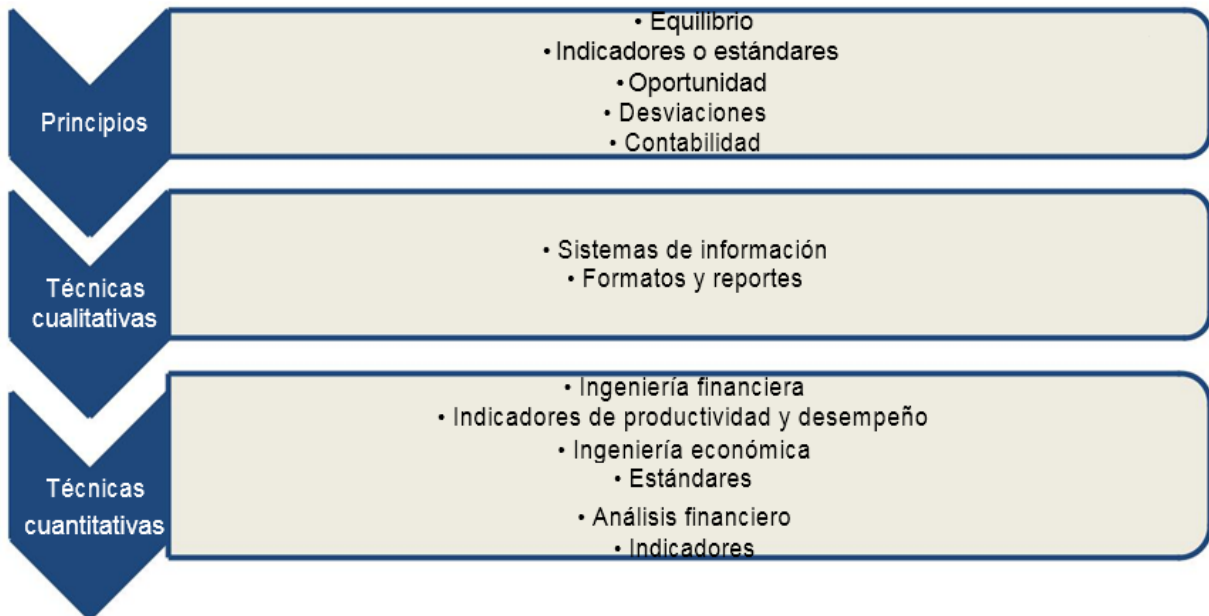 Principios
• Equilibrio
• Indicadores o estándares
• Oportunidad
• Desviaciones
• Contabilidad
Técnicas
cualitativas
• Sistemas de información
• Formatos y reportes
Técnicas
cuantitativas
• Ingeniería financiera
• Indicadores de productividad y desempeño
• Ingeniería económica
• Estándares
• Análisis financiero
• Indicadores